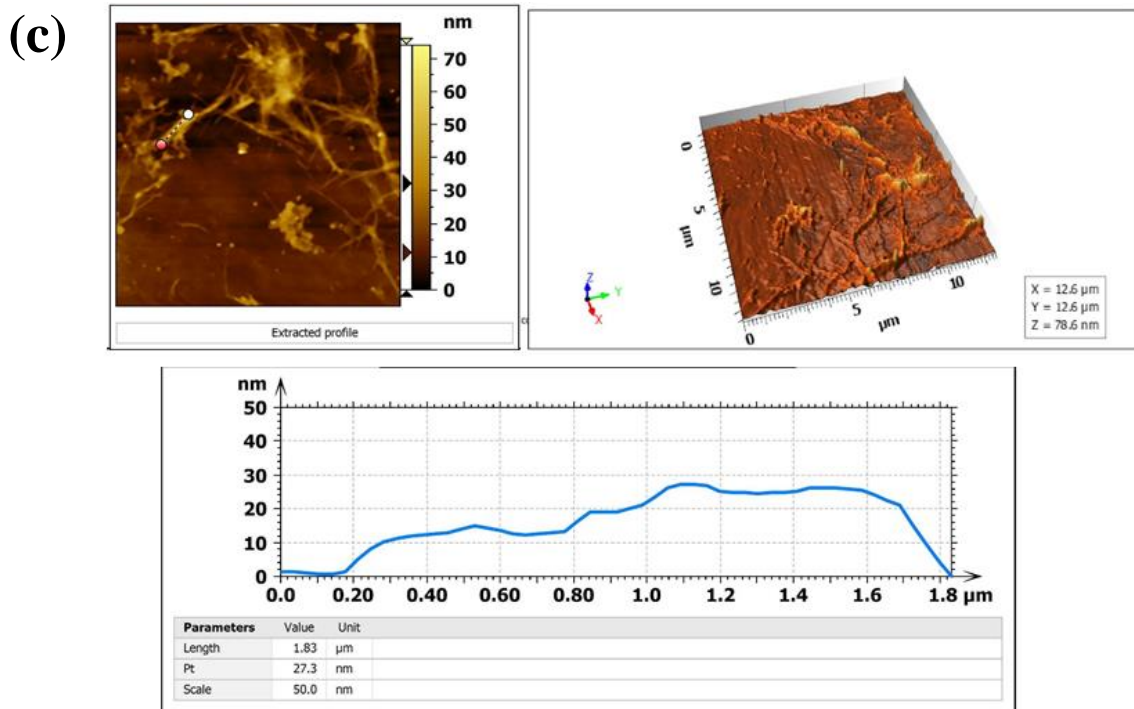 (c)
nm
70
60
50
40
30
20
10
0
Extracted profile
0
5
10
μm
0
5
10
μm
Z
Y
X
X = 12.6 μm
Y = 12.6 μm
Z = 78.6 nm
nm
50
40
30
20
10
0
0.0 0.20 0.40 0.60 0.80 1.0 1.2 1.4 1.6 1.8 μm
Parameters Value Unit
Length 1.83 μm
Pt 27.3 nm
Scale 50.0 nm